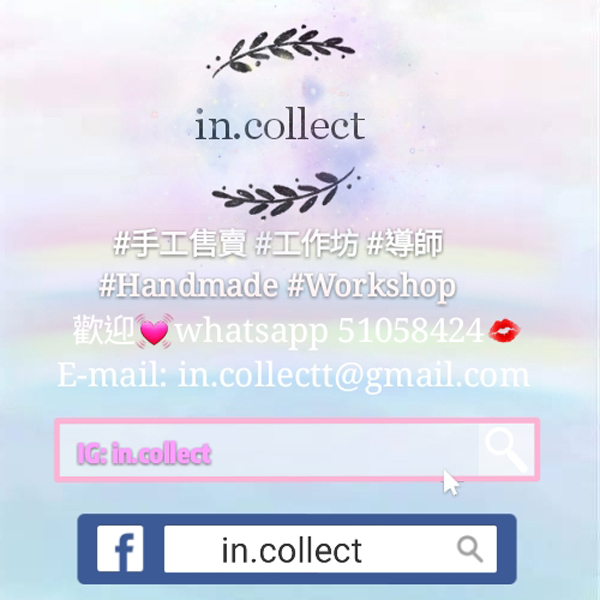 in.collect
#手工售賣 #工作坊 #導師
#Handmade #Workshop
歡迎💓whatsapp 51058424💋
E-mail: in.collectt@gmail.com
IG: in.collect
f in.collect